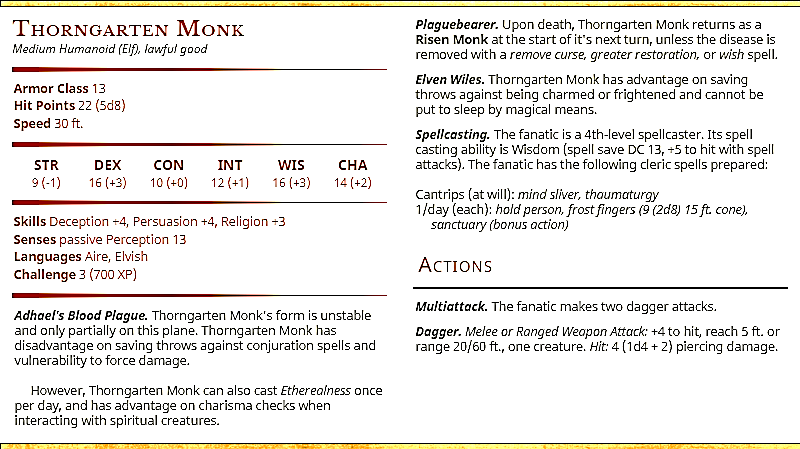 Thorngarten Monk
Medium Humanoid (Elf), lawful good
Armor Class 13
Hit Points 22 (5d8)
Speed 30 ft.
STR DEX CON INT WIS CHA
9 (-1) 16 (+3) 10 (+0) 12 (+1) 16 (+3) 14 (+2)
Skills Deception +4, Persuasion +4, Religion +3
Senses passive Perception 13
Languages Aire, Elvish
Challenge 3 (700 XP)
Adhael's Blood Plague. Thorngarten Monk's form is unstable
and only partially on this plane. Thorngarten Monk has
disadvantage on saving throws against conjuration spells and
vulnerability to force damage.
However, Thorngarten Monk can also cast Etherealness once
per day, and has advantage on charisma checks when
interacting with spiritual creatures.
Plaguebearer. Upon death, Thorngarten Monk returns as a
Risen Monk at the start of it's next turn, unless the disease is
removed with a remove curse, greater restoration, or wish spell.
Elven Wiles. Thorngarten Monk has advantage on saving
throws against being charmed or frightened and cannot be
put to sleep by magical means.
Spellcasting. The fanatic is a 4th-level spellcaster. Its spell
casting ability is Wisdom (spell save DC 13, +5 to hit with spell
attacks). The fanatic has the following cleric spells prepared:
Cantrips (at will): mind sliver, thaumaturgy
1/day (each): hold person, frost fingers (9 (2d8) 15 ft. cone),
sanctuary (bonus action)
Actions
Multiattack. The fanatic makes two dagger attacks.
Dagger. Melee or Ranged Weapon Attack: +4 to hit, reach 5 ft. or
range 20/60 ft., one creature. Hit: 4 (1d4 + 2) piercing damage.